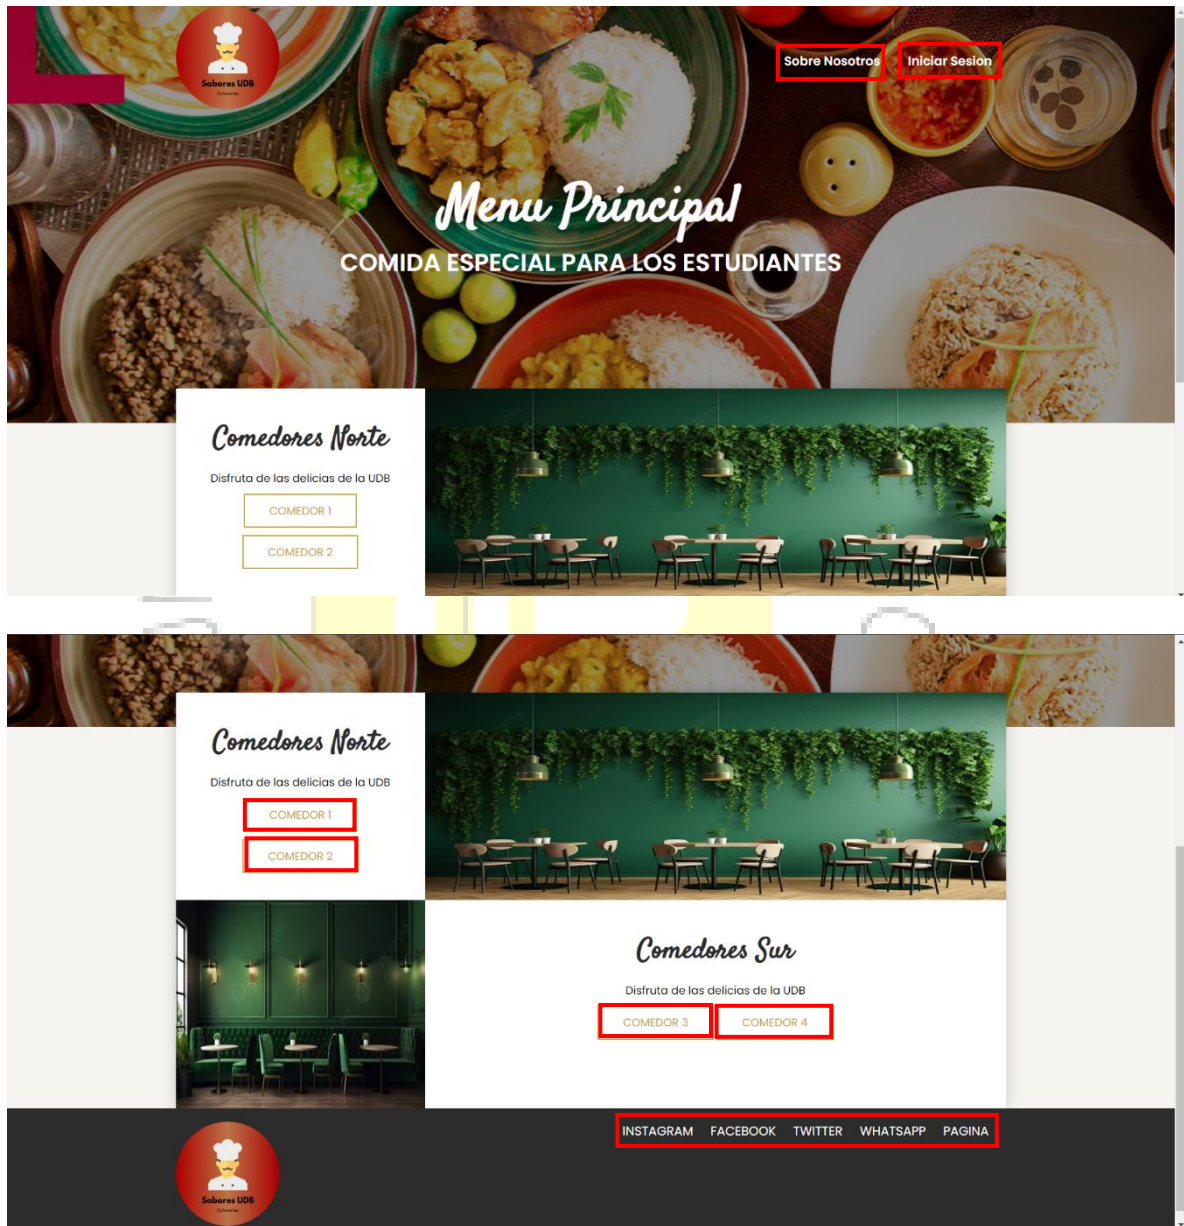 Sabores UDB
Cafeterias
Sobre Nosotros
Iniciar Sesion
Menu Principal
COMIDA ESPECIAL PARA LOS ESTUDIANTES
Comedores Norte
Disfruta de las delicias de la UDB
COMEDOR 1
COMEDOR 2
Comedores Norte
Disfruta de las delicias de la UDB
COMEDOR 1
COMEDOR 2
Comedores Sur
Disfruta de las delicias de la UDB
COMEDOR 3 COMEDOR 4
INSTAGRAM FACEBOOK TWITTER WHATSAPP PAGINA
Sabores UDB
Cafeterias